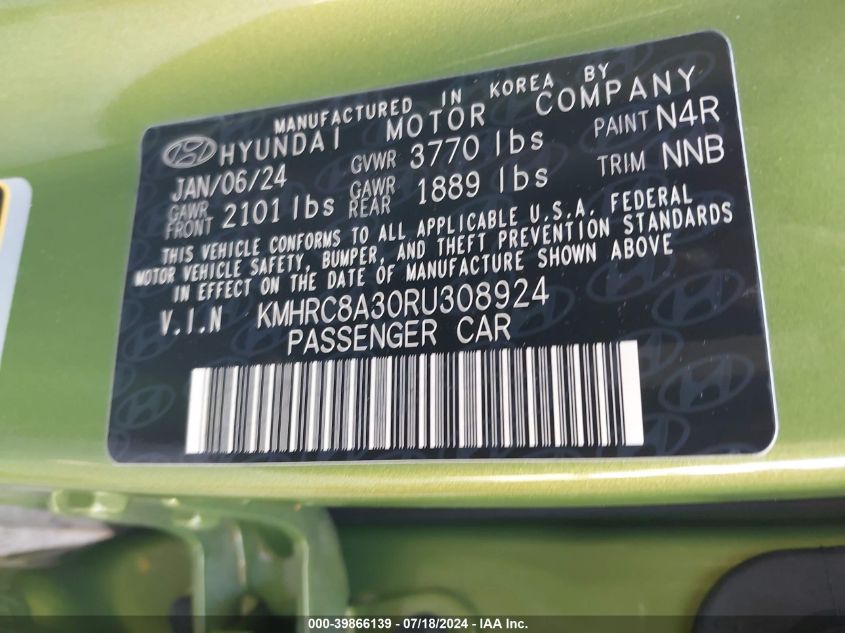 MANUFACTURED IN KOREA BY
HYUNDAI MOTOR COMPANY
JAN/06/24 GVWR 3770 lbs PAINT N4R
GAWR FRONT 2101 lbs GAWR REAR 1889 lbs TRIM NNB
THIS VEHICLE CONFORMS TO ALL APPLICABLE U.S.A. FEDERAL
MOTOR VEHICLE SAFETY, BUMPER, AND THEFT PREVENTION STANDARDS
IN EFFECT ON THE DATE OF MANUFACTURE SHOWN ABOVE
V.I.N KMHRC8A30RU308924
PASSENGER CAR
000-39866139 - 07/18/2024 - IAA Inc.